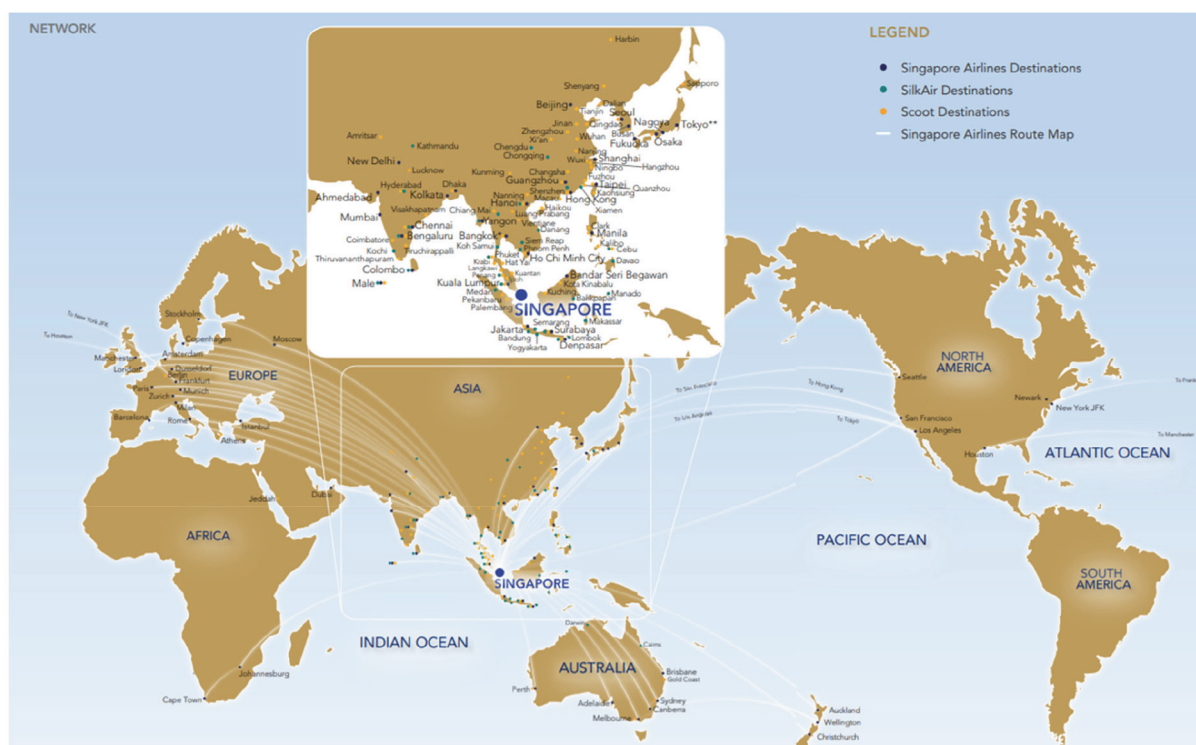 NETWORK
LEGEND
Singapore Airlines Destinations
SilkAir Destinations
Scoot Destinations
Singapore Airlines Route Map
Harbin
Shenyang
Sapporo
Beijing
Dalian
Tianjin
Seoul
Jinan
Qingdao
Nagoya
Tokyo**
Zhengzhou
Busan
Amritsar
Xi'an
Wuhan
Fukuoka
Osaka
Kathmandu
Chengdu
Nanjing
Chongqing
Wuxi
Shanghai
New Delhi
Ningbo
Hangzhou
Lucknow
Kunming
Changsha
Fuzhou
Hyderabad
Dhaka
Guangzhou
Taipei
Quanzhou
Ahmedabad
Kolkata
Nanning
Shenzhen
Kaohsiung
Macau
Hong Kong
Hanoi
Visakhapatnam
Chiang Mai
Haikou
Xiamen
Mumbai
Luang Prabang
Yangon
Vientiane
Clark
Chennai
Danang
Manila
Coimbatore
Bengaluru
Bangkok
Siem Reap
Kalibo
Kochi
Tiruchirappalli
Koh Samui
Phnom Penh
Cebu
Thiruvananthapuram
Phuket
Ho Chi Minh City
Krabi
Hat Yai
Davao
Colombo
Langkawi
Kuantan
Bandar Seri Begawan
Penang
Ipoh
Male
Kuala Lumpur
Kota Kinabalu
Medan
Kuching
Manado
Pekanbaru
Balikpapan
Palembang
SINGAPORE
Semarang
Makassar
Jakarta
Surabaya
Bandung
Lombok
Yogyakarta
Denpasar
To New York JFK
To Houston
Stockholm
Copenhagen
Moscow
Manchester
Amsterdam
London
Dusseldorf
Berlin
Frankfurt
EUROPE
Paris
Munich
Zurich
Milan
Barcelona
Rome
Istanbul
Athens
ASIA
To San Francisco
To Hong Kong
To Los Angeles
To Tokyo
NORTH
AMERICA
Seattle
Newark
New York JFK
San Francisco
Los Angeles
Houston
To Manchester
ATLANTIC OCEAN
Jeddah
Dubai
AFRICA
PACIFIC OCEAN
SINGAPORE
SOUTH
AMERICA
INDIAN OCEAN
Darwin
Cairns
AUSTRALIA
Brisbane
Gold Coast
Johannesburg
Cape Town
Perth
Adelaide
Sydney
Canberra
Melbourne
Auckland
Wellington
Christchurch